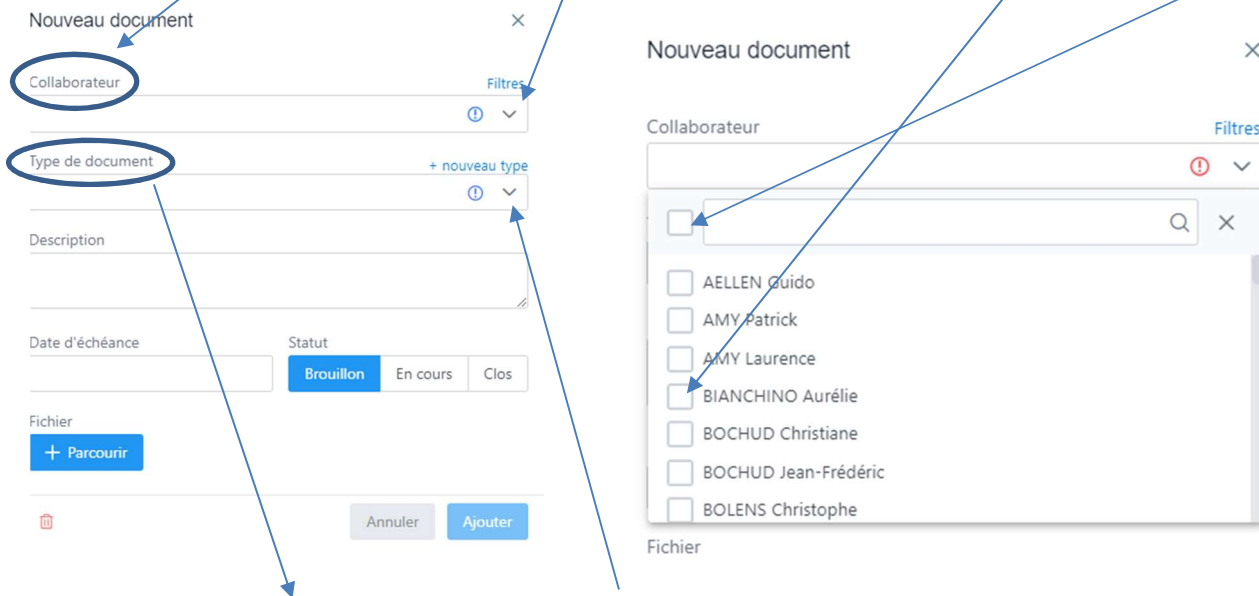 Nouveau document
Collaborateur
Filtres
Type de document
+ nouveau type
Description
Date d'échéance
Statut
Brouillon
En cours
Clos
Fichier
+ Parcourir
Annuler
Ajouter
Nouveau document
Collaborateur
Filtres
AELLEN Guido
AMY Patrick
AMY Laurence
BIANCHINO Aurélie
BOCHUD Christiane
BOCHUD Jean-Frédéric
BOLENS Christophe
Fichier